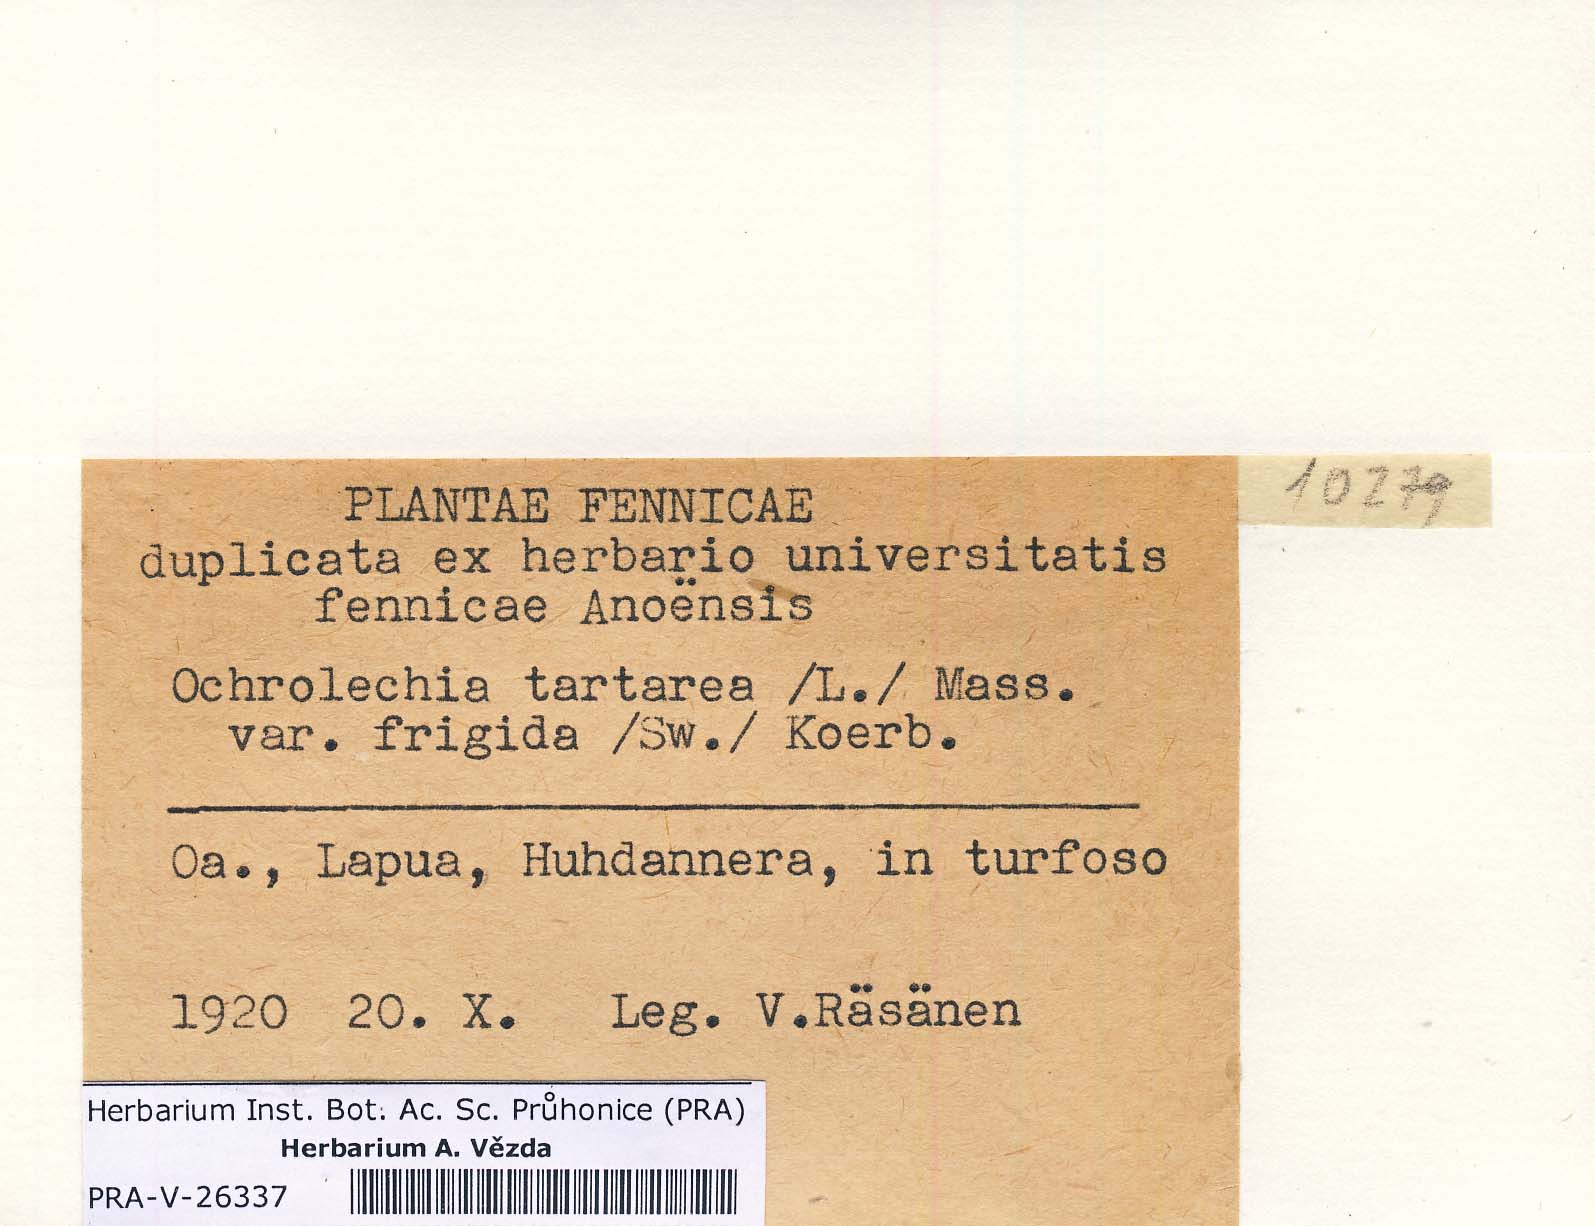 10279
PLANTAE FENNICAE
duplicata ex herbario universitatis
fennicae Anoënsis
Ochrolechia tartarea /L./ Mass.
var. frigida /Sw./ Koerb.
Oa., Lapua, Huhdannera, in turfoso
1920 20. X. Leg. V.Räsänen
Herbarium Inst. Bot. Ac. Sc. Průhonice (PRA)
Herbarium A. Vězda
PRA-V-26337